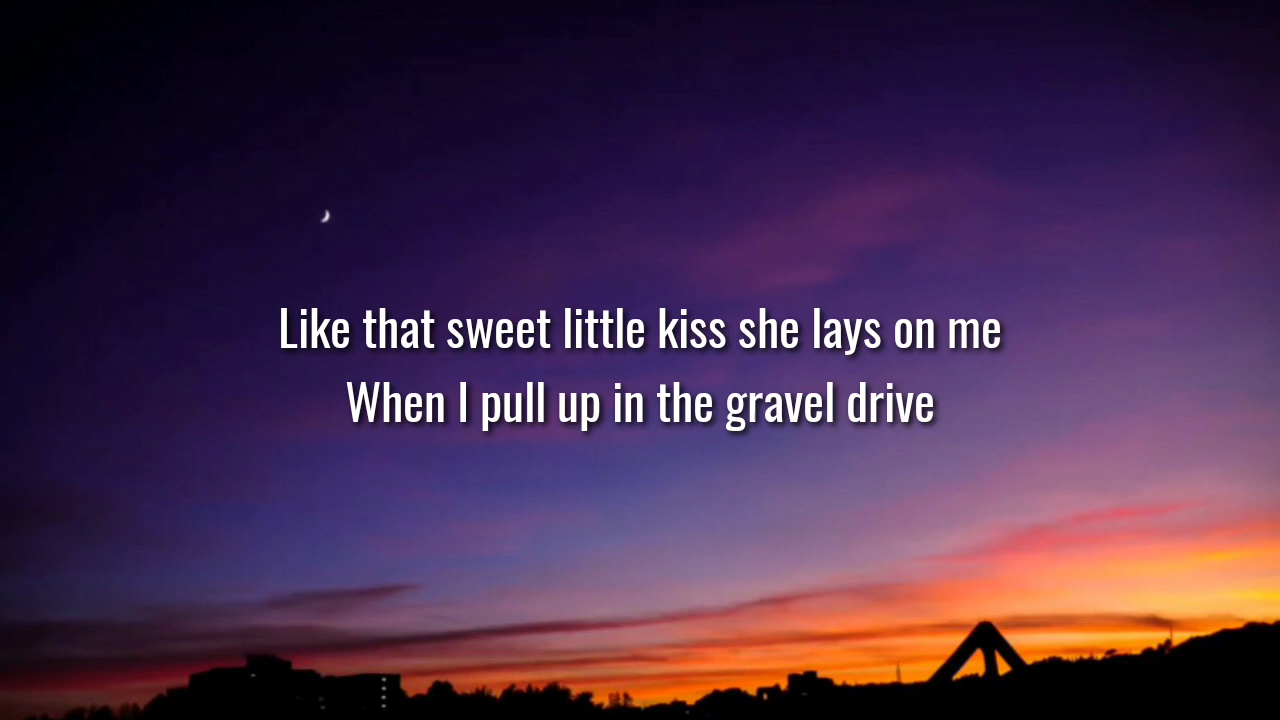 Like that sweet little kiss she lays on me
When I pull up in the gravel drive